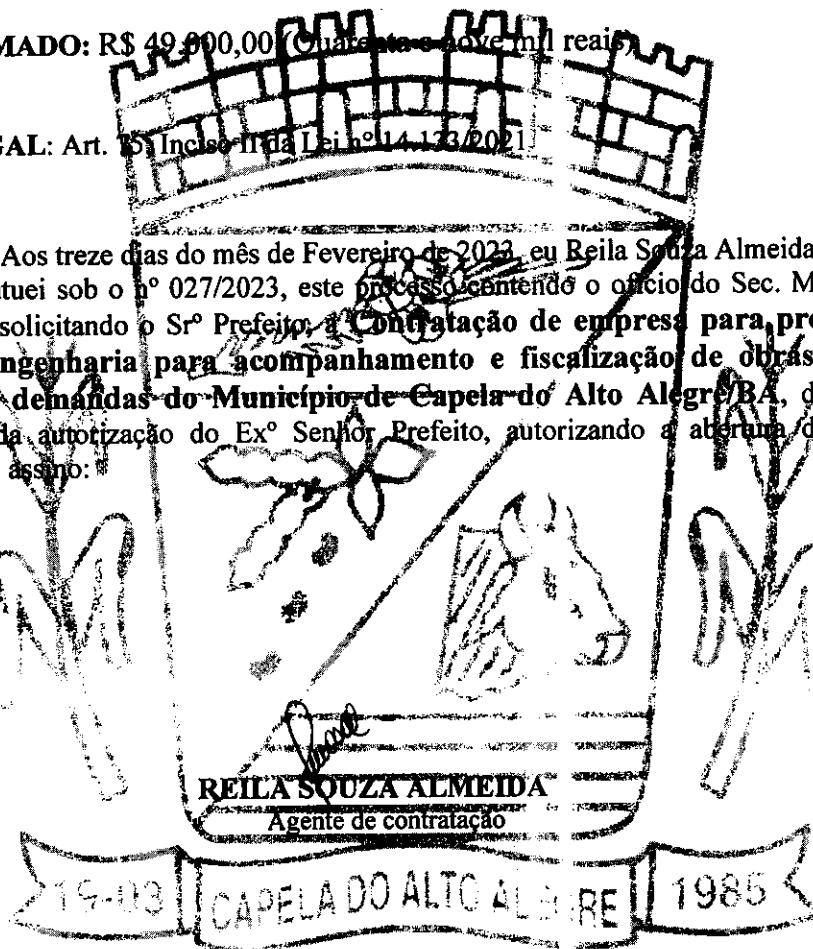 MADO: R$ 49.000,00 (Quarenta e nove mil reais)
GAL: Art. 75, Inciso II da Lei nº 14.133/2021.
Aos treze dias do mês de Fevereiro de 2023, eu Reila Souza Almeida
tuei sob o nº 027/2023, este processo contendo o ofício do Sec. M
solicitando o Srº Prefeito, a Contratação de empresa para pre
ngenharia para acompanhamento e fiscalização de obras
demandas do Município de Capela do Alto Alegre/BA, d
da autorização do Exº Senhor Prefeito, autorizando a abertura d
assino:
REILA SOUZA ALMEIDA
Agente de contratação
19-03 CAPELA DO ALTO ALEGRE 1985